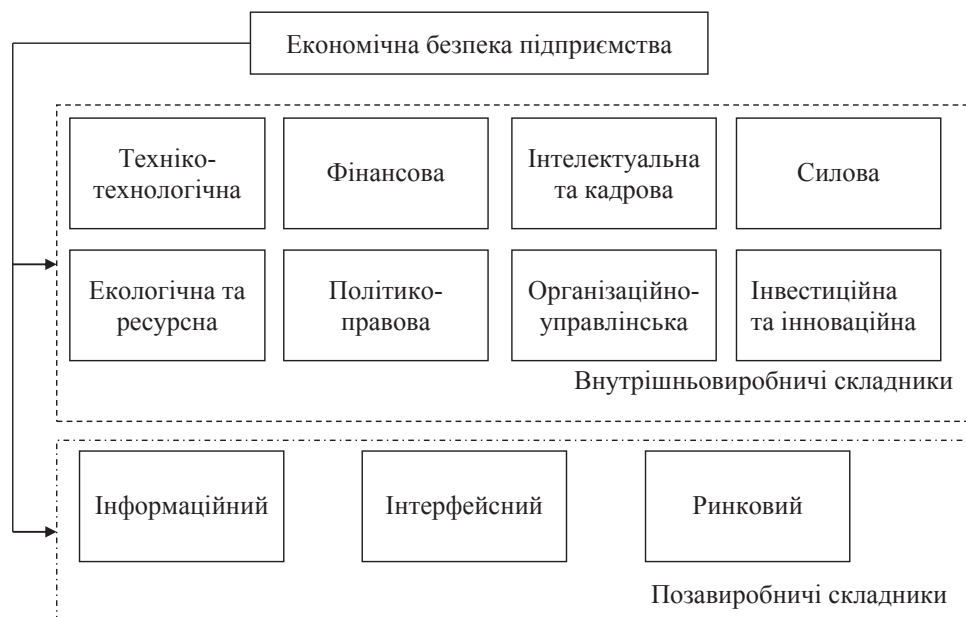 Економічна безпека підприємства
Техніко-
технологічна
Фінансова
Інтелектуальна
та кадрова
Силова
Екологічна та
ресурсна
Політико-
правова
Організаційно-
управлінська
Інвестиційна
та інноваційна
Внутрішньовиробничі складники
Інформаційний
Інтерфейсний
Ринковий
Позавиробничі складники